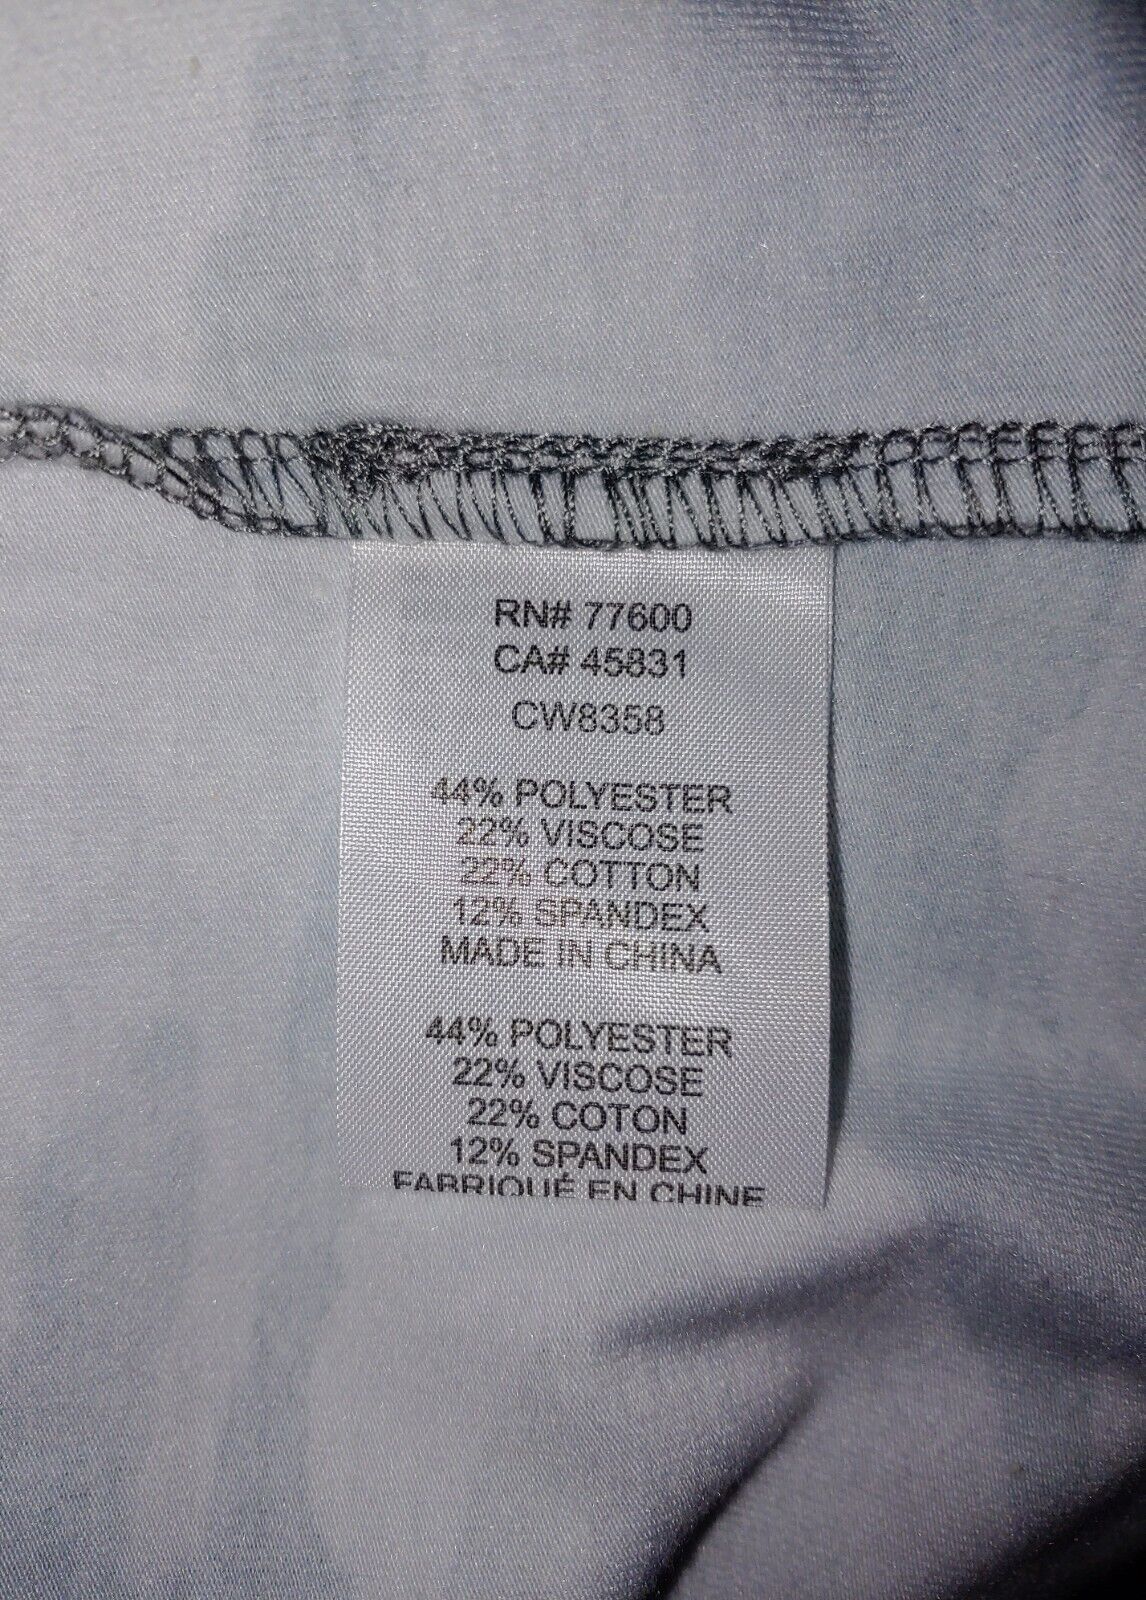 RN# 77600
CA# 45831
CW8358
44% POLYESTER
22% VISCOSE
22% COTTON
12% SPANDEX
MADE IN CHINA
44% POLYESTER
22% VISCOSE
22% COTON
12% SPANDEX
FABRIQUÉ EN CHINE